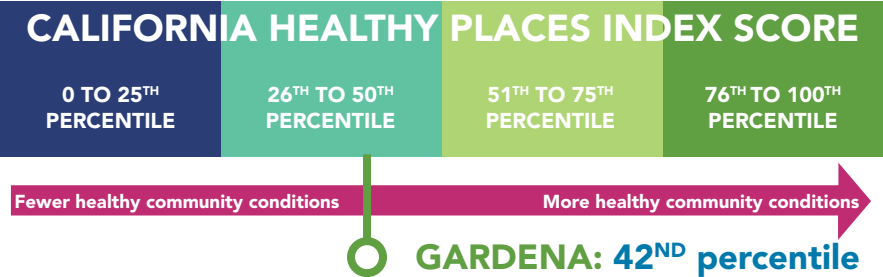 CALIFORNIA HEALTHY PLACES INDEX SCORE
0 TO 25TH PERCENTILE
26TH TO 50TH PERCENTILE
51TH TO 75TH PERCENTILE
76TH TO 100TH PERCENTILE
Fewer healthy community conditions
More healthy community conditions
GARDENA: 42ND percentile